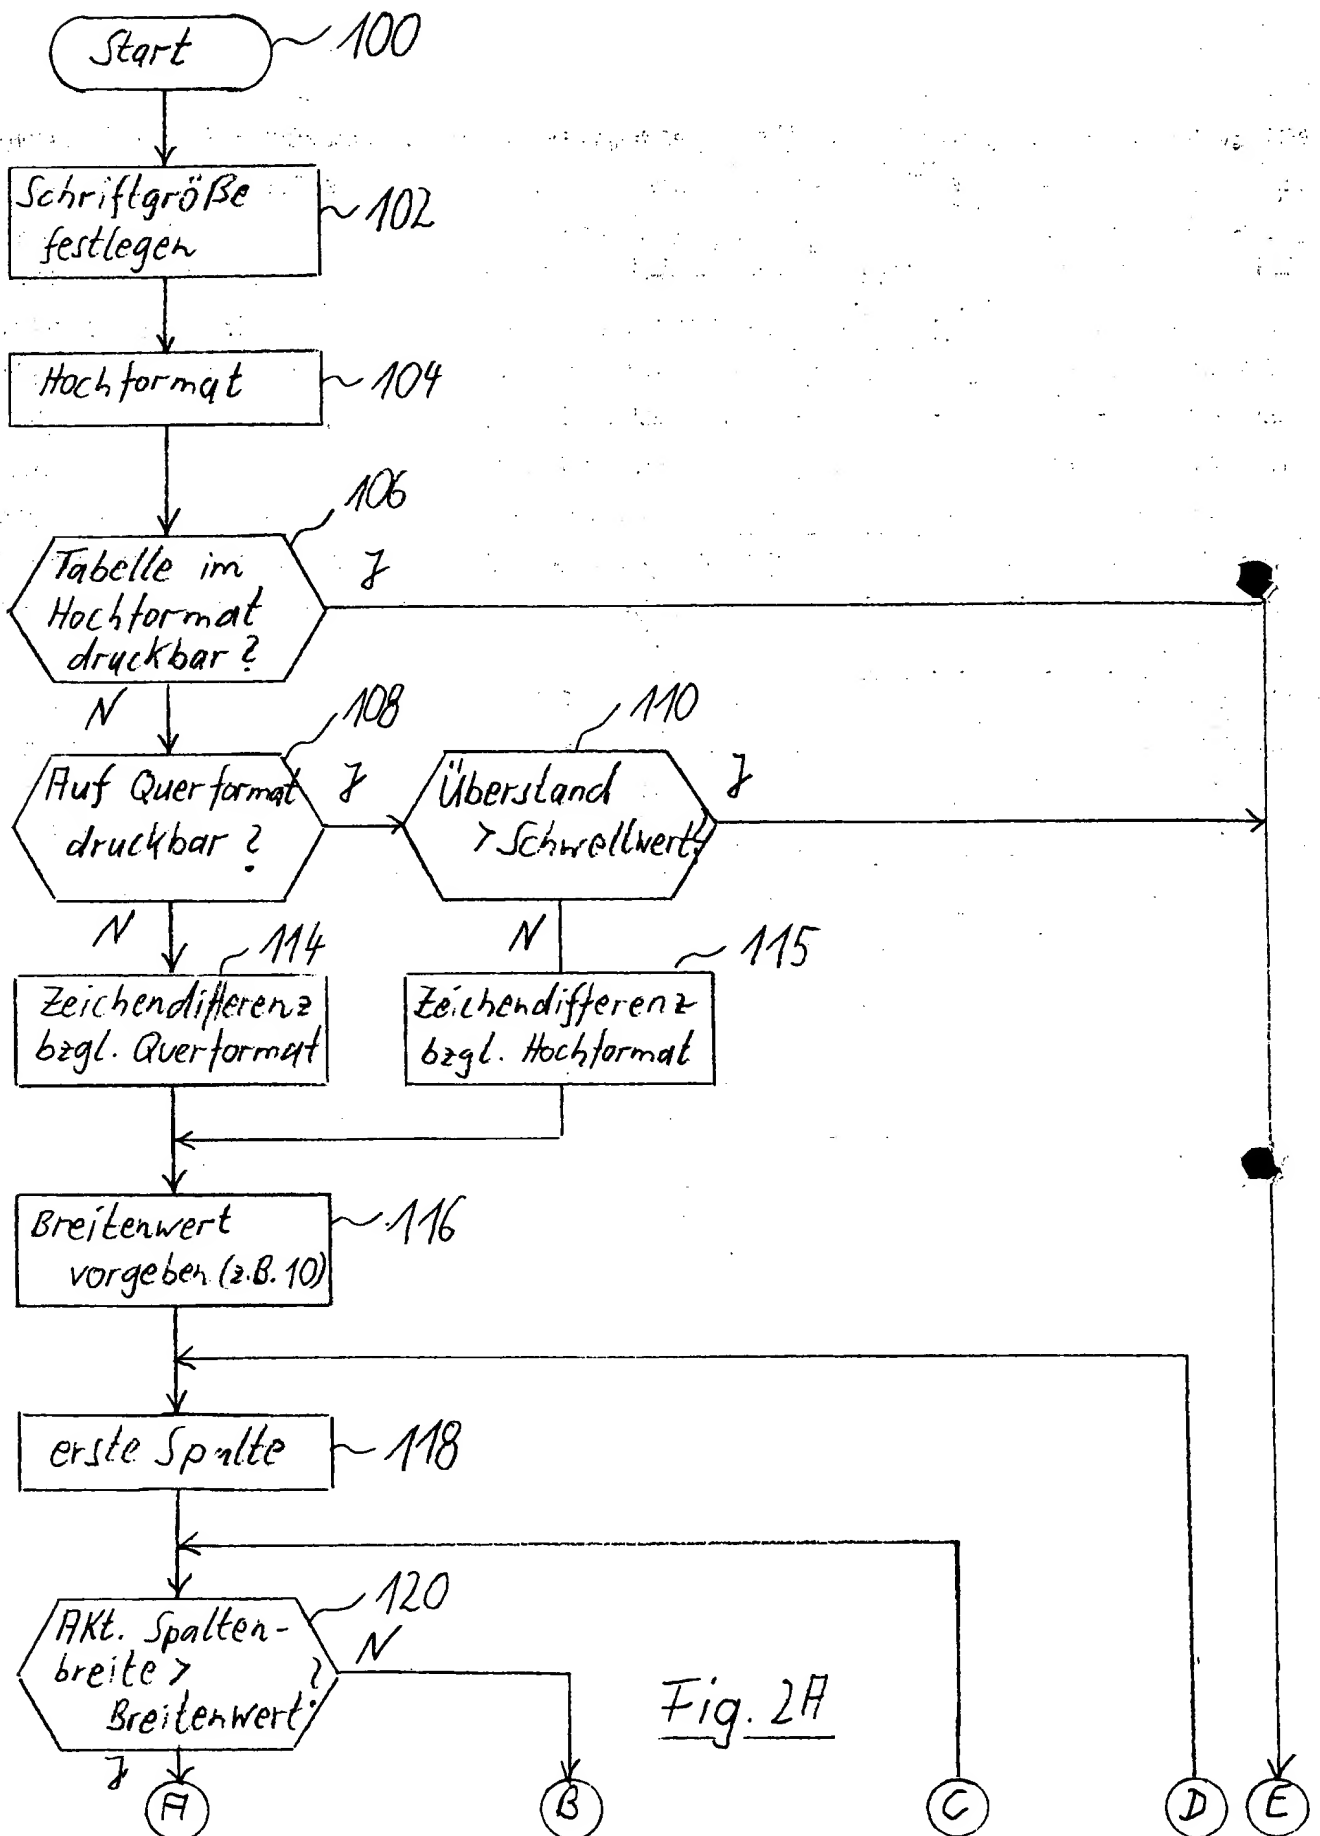 Start
100
Schriftgröße
festlegen
102
Hochformat
104
106
Tabelle im
Hochformat
druckbar ?
J
N
108
Auf Querformat
druckbar ?
J
110
Überstand
> Schwellwert?
J
N
114
Zeichendifferenz
bzgl. Querformat
N
115
Zeichendifferenz
bzgl. Hochformat
Breitenwert
vorgeben (z.B. 10)
116
erste Spalte
118
120
Akt. Spalten-
breite >
Breitenwert ?
N
J
Fig. 2A
A
B
C
D
E